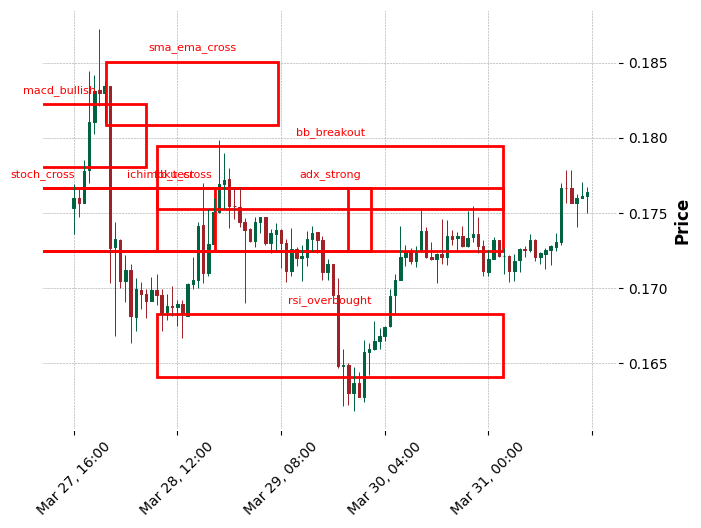 sma_ema_cross
macd_bullish
bb_breakout
stoch_cross
adx_strong
rsi_overbought
0.185
0.180
0.175
0.170
0.165
Price
Mar 27, 16:00
Mar 28, 12:00
Mar 29, 08:00
Mar 30, 04:00
Mar 31, 00:00